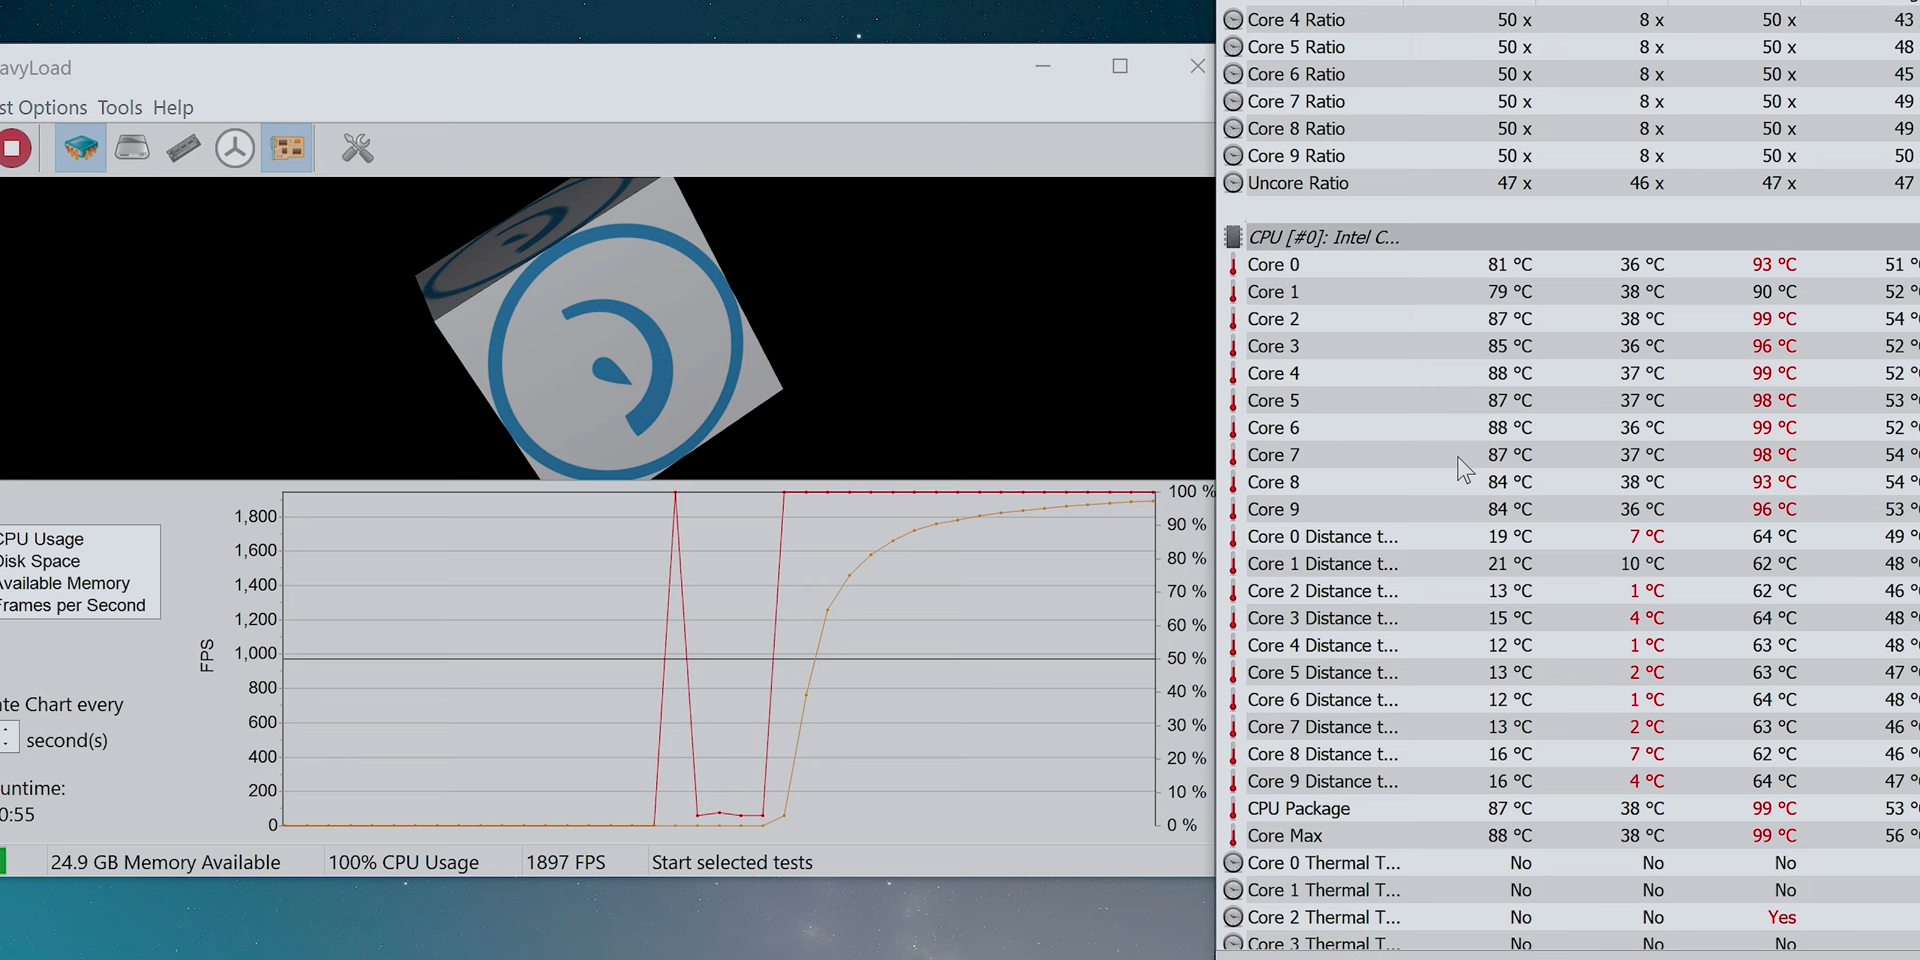 avyLoad
st Options Tools Help
CPU Usage
Disk Space
Available Memory
Frames per Second
te Chart every
second(s)
untime:
0:55
FPS
1,800
1,600
1,400
1,200
1,000
800
600
400
200
0
100 %
90 %
80 %
70 %
60 %
50 %
40 %
30 %
20 %
10 %
0 %
24.9 GB Memory Available 100% CPU Usage 1897 FPS Start selected tests
Core 4 Ratio 50 x 8 x 50 x 43
Core 5 Ratio 50 x 8 x 50 x 48
Core 6 Ratio 50 x 8 x 50 x 45
Core 7 Ratio 50 x 8 x 50 x 49
Core 8 Ratio 50 x 8 x 50 x 49
Core 9 Ratio 50 x 8 x 50 x 50
Uncore Ratio 47 x 46 x 47 x 47
CPU [#0]: Intel C...
Core 0 81 °C 36 °C 93 °C 51 °
Core 1 79 °C 38 °C 90 °C 52 °
Core 2 87 °C 38 °C 99 °C 54 °
Core 3 85 °C 36 °C 96 °C 52 °
Core 4 88 °C 37 °C 99 °C 52 °
Core 5 87 °C 37 °C 98 °C 53 °
Core 6 88 °C 36 °C 99 °C 52 °
Core 7 87 °C 37 °C 98 °C 54 °
Core 8 84 °C 38 °C 93 °C 54 °
Core 9 84 °C 36 °C 96 °C 53 °
Core 0 Distance t... 19 °C 7 °C 64 °C 49 °
Core 1 Distance t... 21 °C 10 °C 62 °C 48 °
Core 2 Distance t... 13 °C 1 °C 62 °C 46 °
Core 3 Distance t... 15 °C 4 °C 64 °C 48 °
Core 4 Distance t... 12 °C 1 °C 63 °C 48 °
Core 5 Distance t... 13 °C 2 °C 63 °C 47 °
Core 6 Distance t... 12 °C 1 °C 64 °C 48 °
Core 7 Distance t... 13 °C 2 °C 63 °C 46 °
Core 8 Distance t... 16 °C 7 °C 62 °C 46 °
Core 9 Distance t... 16 °C 4 °C 64 °C 47 °
CPU Package 87 °C 38 °C 99 °C 53 °
Core Max 88 °C 38 °C 99 °C 56 °
Core 0 Thermal T... No No No
Core 1 Thermal T... No No No
Core 2 Thermal T... No No Yes
Core 3 Thermal T... No No No